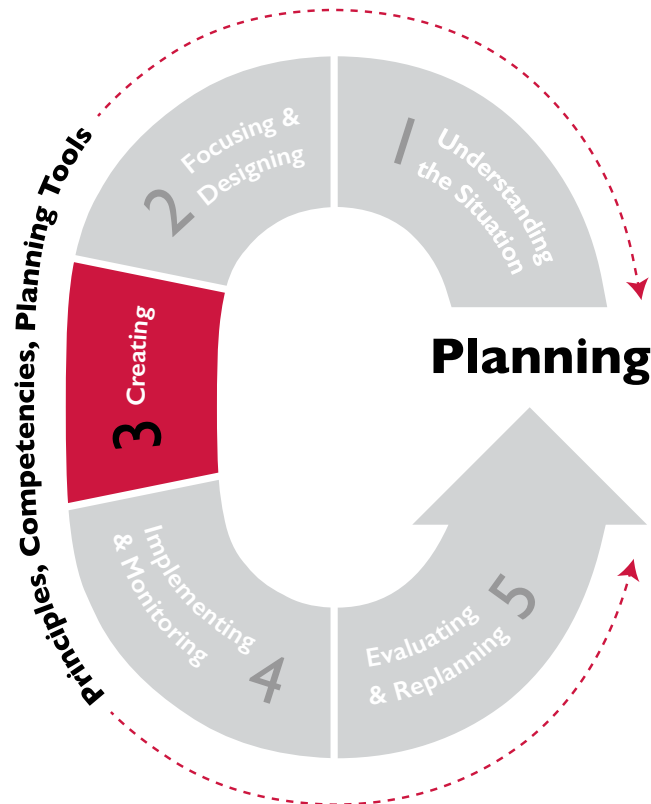 1 Understanding
the Situation
2 Focusing &
Designing
3 Creating
4 Implementing
& Monitoring
5 Evaluating
& Replanning
Planning
Principles, Competencies, Planning Tools